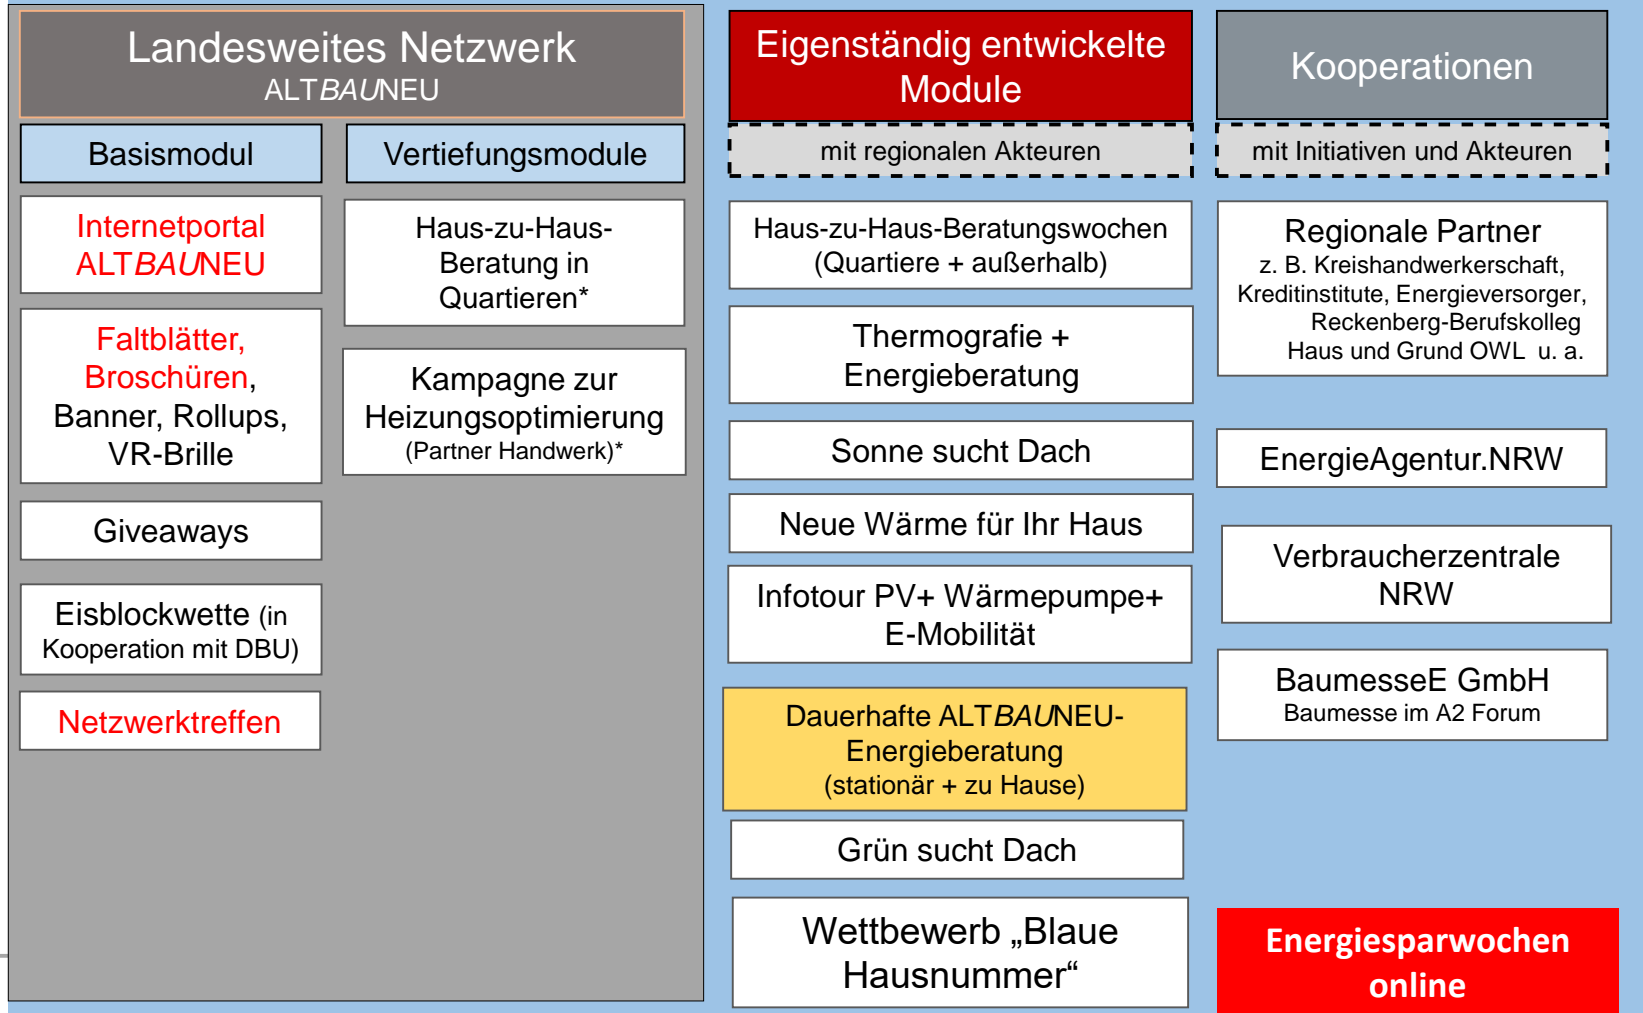 Landesweites Netzwerk
ALTBAUNEU
Basismodul
Internetportal
ALTBAUNEU
Faltblätter,
Broschüren,
Banner, Rollups,
VR-Brille
Giveaways
Eisblockwette (in
Kooperation mit DBU)
Netzwerktreffen
Vertiefungsmodule
Haus-zu-Haus-
Beratung in
Quartieren*
Kampagne zur
Heizungsoptimierung
(Partner Handwerk)*
Eigenständig entwickelte
Module
mit regionalen Akteuren
Haus-zu-Haus-Beratungswochen
(Quartiere + außerhalb)
Thermografie +
Energieberatung
Sonne sucht Dach
Neue Wärme für Ihr Haus
Infotour PV+ Wärmepumpe+
E-Mobilität
Dauerhafte ALTBAUNEU-
Energieberatung
(stationär + zu Hause)
Grün sucht Dach
Wettbewerb „Blaue
Hausnummer“
Kooperationen
mit Initiativen und Akteuren
Regionale Partner
z. B. Kreishandwerkerschaft,
Kreditinstitute, Energieversorger,
Reckenberg-Berufskolleg
Haus und Grund OWL u. a.
EnergieAgentur.NRW
Verbraucherzentrale
NRW
BaumesseE GmbH
Baumesse im A2 Forum
Energiesparwochen
online